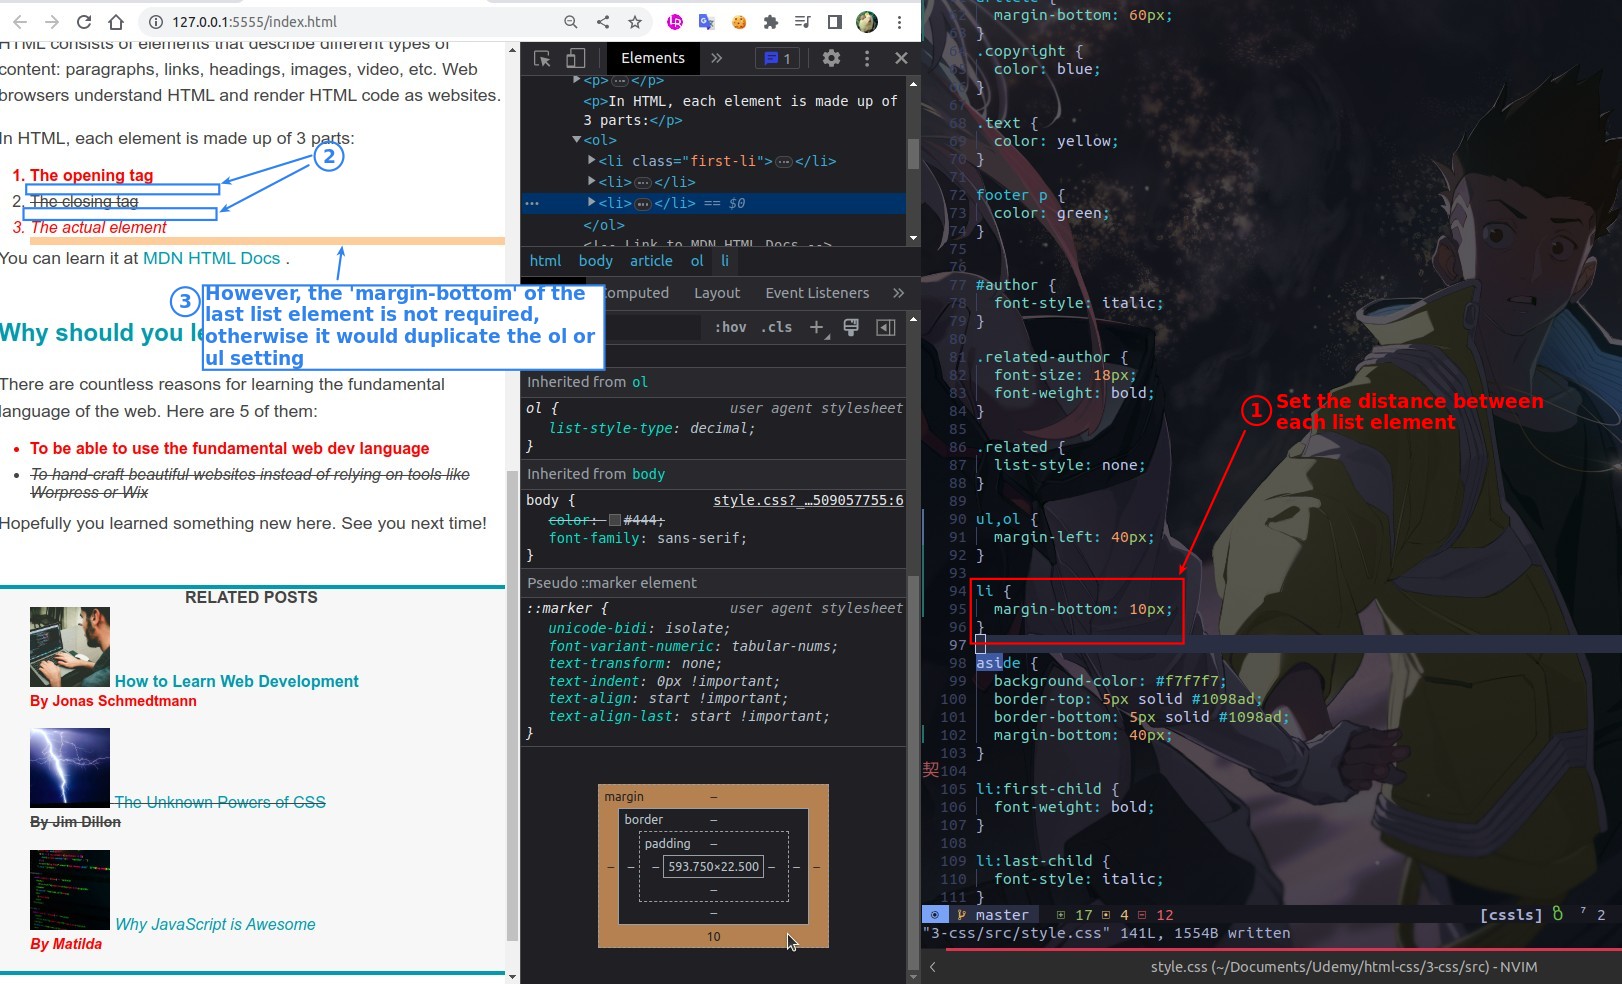 127.0.0.1:5555/index.html
HTML consists of elements that describe different types of
content: paragraphs, links, headings, images, video, etc. Web
browsers understand HTML and render HTML code as websites.
In HTML, each element is made up of 3 parts:
2
1. The opening tag
2. The closing tag
3. The actual element
You can learn it at MDN HTML Docs .
3 However, the 'margin-bottom' of the
last list element is not required,
otherwise it would duplicate the ol or
ul setting
Why should you le
There are countless reasons for learning the fundamental
language of the web. Here are 5 of them:
• To be able to use the fundamental web dev language
• To hand-craft beautiful websites instead of relying on tools like
Worpress or Wix
Hopefully you learned something new here. See you next time!
RELATED POSTS
How to Learn Web Development
By Jonas Schmedtmann
The Unknown Powers of CSS
By Jim Dillon
Why JavaScript is Awesome
By Matilda
Elements » 1
<p>…</p>
<p>In HTML, each element is made up of
3 parts:</p>
<ol>
<li class="first-li">…</li>
<li>…</li>
<li>…</li> == $0
</ol>
<!-- Link to MDN HTML Docs -->
html body article ol li
omputed Layout Event Listeners »
:hov .cls +
Inherited from ol
ol { user agent stylesheet
list-style-type: decimal;
}
Inherited from body
body { style.css?_…509057755:6
color: #444;
font-family: sans-serif;
}
Pseudo ::marker element
::marker { user agent stylesheet
unicode-bidi: isolate;
font-variant-numeric: tabular-nums;
text-transform: none;
text-indent: 0px !important;
text-align: start !important;
text-align-last: start !important;
}
margin –
border –
padding –
– – – 593.750×22.500 – – –
–
–
10
margin-bottom: 60px;
}
.copyright {
color: blue;
}
67
68 .text {
69 color: yellow;
70 }
71
72 footer p {
73 color: green;
74 }
75
76
77 #author {
78 font-style: italic;
79 }
80
81 .related-author {
82 font-size: 18px;
83 font-weight: bold;
84 }
85
86 .related {
87 list-style: none;
88 }
89
90 ul,ol {
91 margin-left: 40px;
92 }
93
94 li {
95 margin-bottom: 10px;
96 }
97
98 aside {
99 background-color: #f7f7f7;
100 border-top: 5px solid #1098ad;
101 border-bottom: 5px solid #1098ad;
102 margin-bottom: 40px;
103 }
契104
105 li:first-child {
106 font-weight: bold;
107 }
108
109 li:last-child {
110 font-style: italic;
111 }
1 Set the distance between
each list element
master 17 4 12 [cssls] 2
"3-css/src/style.css" 141L, 1554B written
style.css (~/Documents/Udemy/html-css/3-css/src) - NVIM